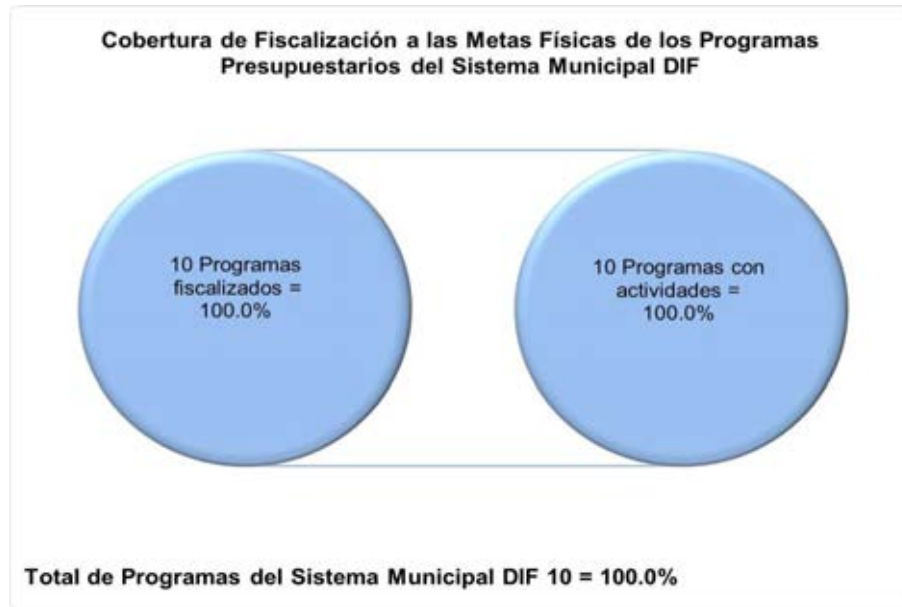 Cobertura de Fiscalización a las Metas Físicas de los Programas
Presupuestarios del Sistema Municipal DIF
10 Programas
fiscalizados =
100.0%
10 Programas con
actividades =
100.0%
Total de Programas del Sistema Municipal DIF 10 = 100.0%